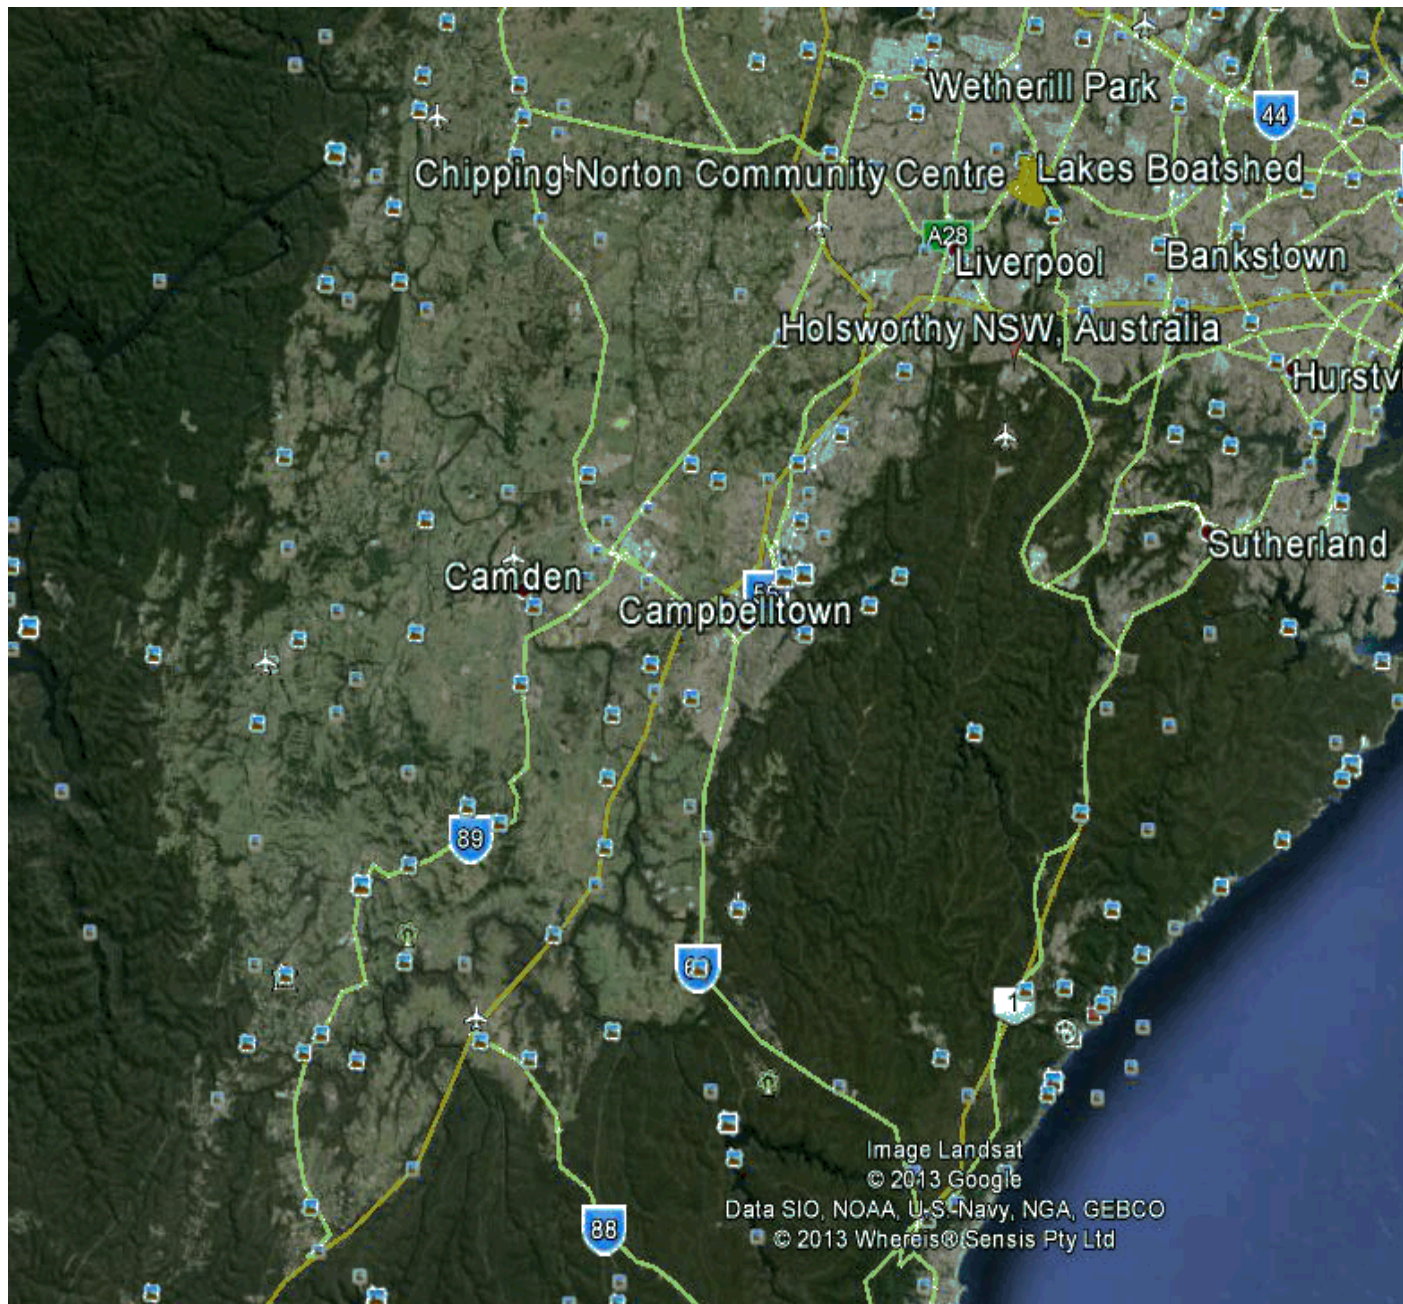 Wetherill Park
44
Chipping Norton Community Centre
Lakes Boatshed
A28
Liverpool
Bankstown
Holsworthy NSW, Australia
Sutherland
Camden
Campbelltown
89
1
88
Image Landsat
© 2013 Google
Data SIO, NOAA, U.S. Navy, NGA, GEBCO
© 2013 Whereis® Sensis Pty Ltd